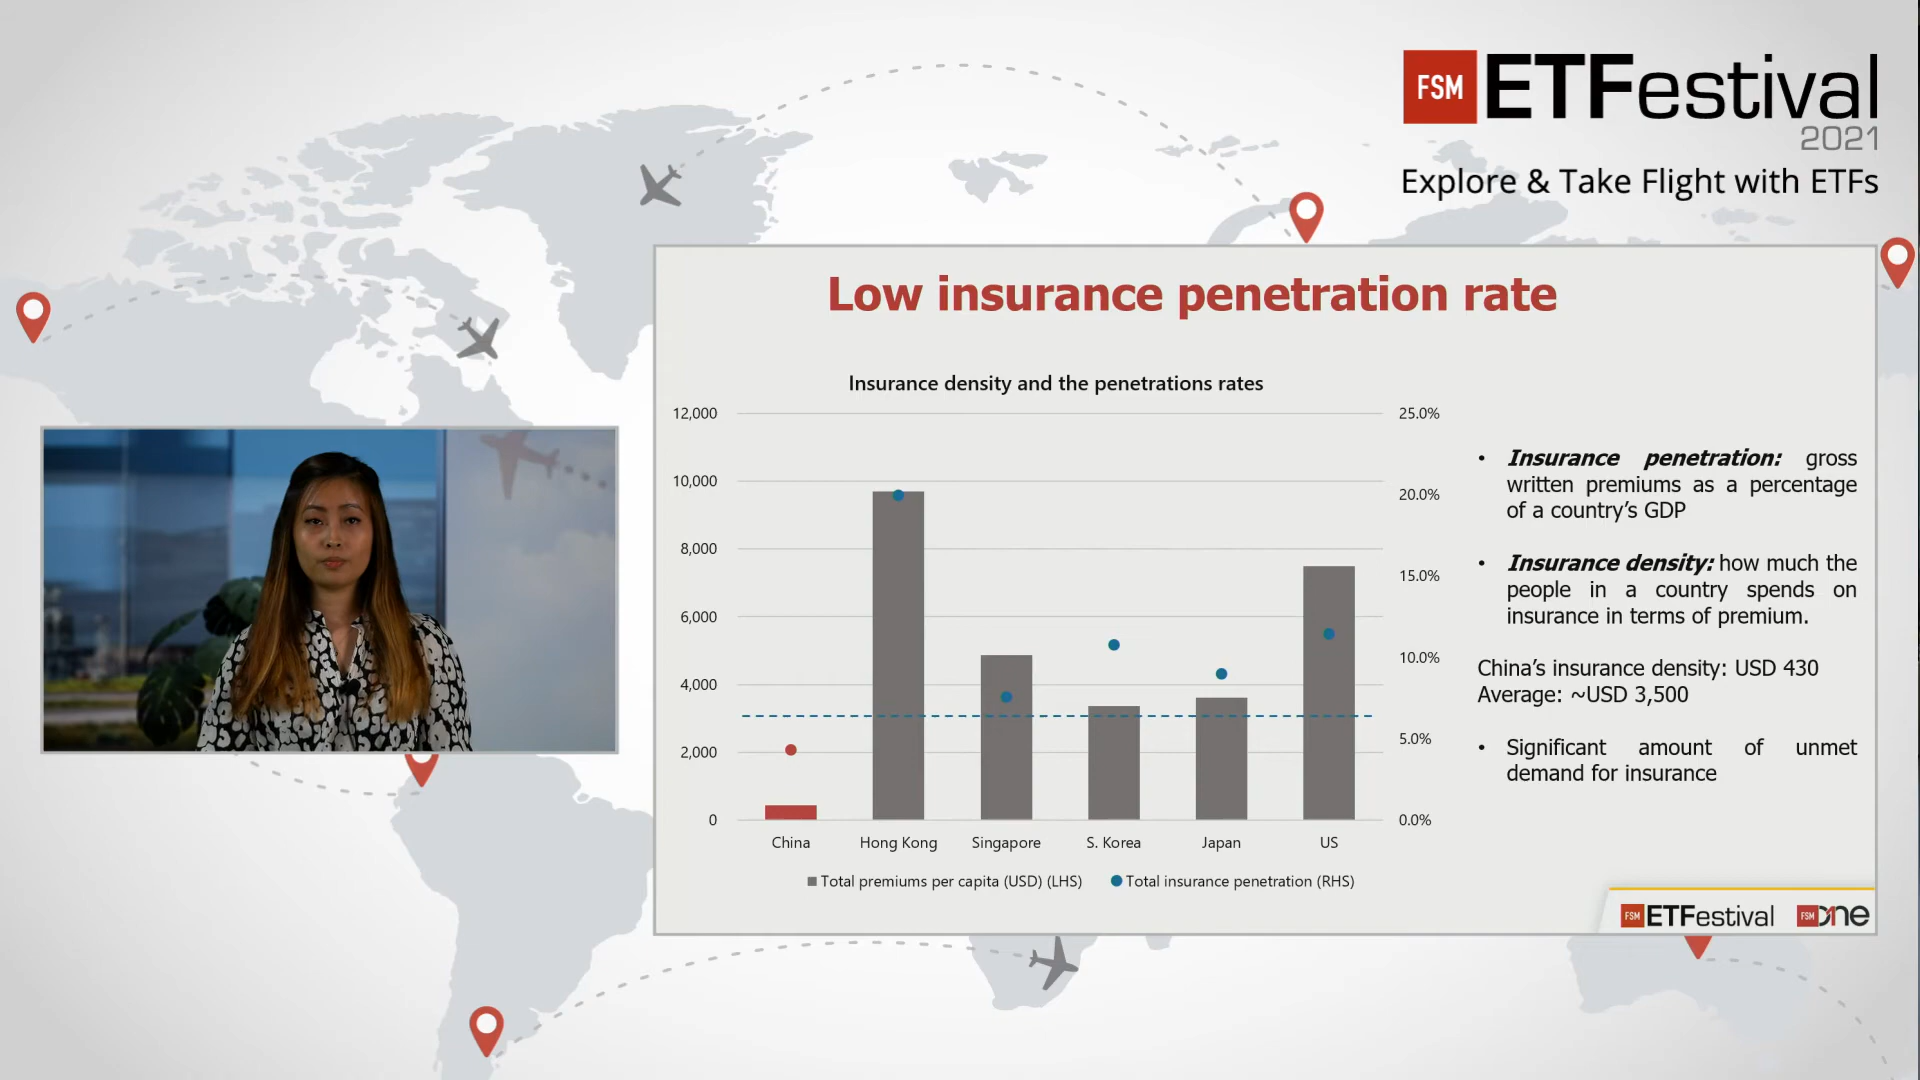 FSM ETFestival
2021
Explore & Take Flight with ETFs
Low insurance penetration rate
Insurance density and the penetrations rates
12,000
10,000
8,000
6,000
4,000
2,000
0
25.0%
20.0%
15.0%
10.0%
5.0%
0.0%
China Hong Kong Singapore S. Korea Japan US
Total premiums per capita (USD) (LHS) Total insurance penetration (RHS)
• Insurance penetration: gross
written premiums as a percentage
of a country's GDP
• Insurance density: how much the
people in a country spends on
insurance in terms of premium.
China's insurance density: USD 430
Average: ~USD 3,500
• Significant amount of unmet
demand for insurance
FSM ETFestival FSM One